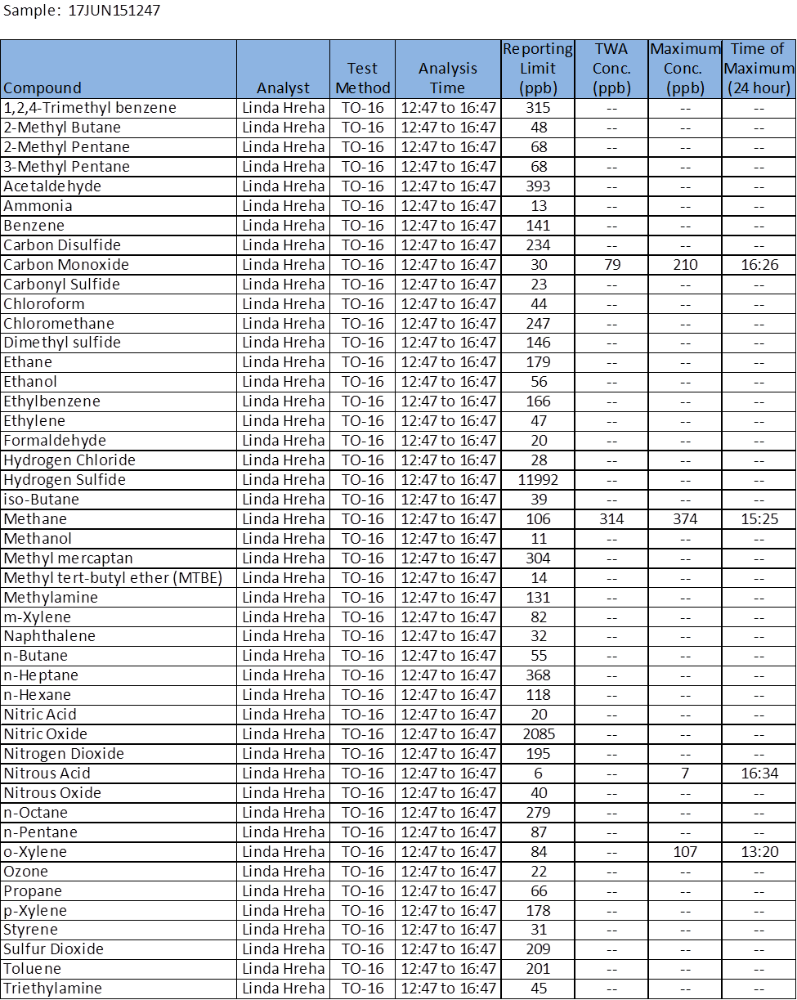 Sample:  17JUN151247
Compound Analyst Test Method Analysis Time Reporting Limit (ppb) TWA Conc. (ppb) Maximum Conc. (ppb) Time of Maximum (24 hour)
1,2,4-Trimethyl benzene Linda Hreha TO-16 12:47 to 16:47 315 -- -- --
2-Methyl Butane Linda Hreha TO-16 12:47 to 16:47 48 -- -- --
2-Methyl Pentane Linda Hreha TO-16 12:47 to 16:47 68 -- -- --
3-Methyl Pentane Linda Hreha TO-16 12:47 to 16:47 68 -- -- --
Acetaldehyde Linda Hreha TO-16 12:47 to 16:47 393 -- -- --
Ammonia Linda Hreha TO-16 12:47 to 16:47 13 -- -- --
Benzene Linda Hreha TO-16 12:47 to 16:47 141 -- -- --
Carbon Disulfide Linda Hreha TO-16 12:47 to 16:47 234 -- -- --
Carbon Monoxide Linda Hreha TO-16 12:47 to 16:47 30 79 210 16:26
Carbonyl Sulfide Linda Hreha TO-16 12:47 to 16:47 23 -- -- --
Chloroform Linda Hreha TO-16 12:47 to 16:47 44 -- -- --
Chloromethane Linda Hreha TO-16 12:47 to 16:47 247 -- -- --
Dimethyl sulfide Linda Hreha TO-16 12:47 to 16:47 146 -- -- --
Ethane Linda Hreha TO-16 12:47 to 16:47 179 -- -- --
Ethanol Linda Hreha TO-16 12:47 to 16:47 56 -- -- --
Ethylbenzene Linda Hreha TO-16 12:47 to 16:47 166 -- -- --
Ethylene Linda Hreha TO-16 12:47 to 16:47 47 -- -- --
Formaldehyde Linda Hreha TO-16 12:47 to 16:47 20 -- -- --
Hydrogen Chloride Linda Hreha TO-16 12:47 to 16:47 28 -- -- --
Hydrogen Sulfide Linda Hreha TO-16 12:47 to 16:47 11992 -- -- --
iso-Butane Linda Hreha TO-16 12:47 to 16:47 39 -- -- --
Methane Linda Hreha TO-16 12:47 to 16:47 106 314 374 15:25
Methanol Linda Hreha TO-16 12:47 to 16:47 11 -- -- --
Methyl mercaptan Linda Hreha TO-16 12:47 to 16:47 304 -- -- --
Methyl tert-butyl ether (MTBE) Linda Hreha TO-16 12:47 to 16:47 14 -- -- --
Methylamine Linda Hreha TO-16 12:47 to 16:47 131 -- -- --
m-Xylene Linda Hreha TO-16 12:47 to 16:47 82 -- -- --
Naphthalene Linda Hreha TO-16 12:47 to 16:47 32 -- -- --
n-Butane Linda Hreha TO-16 12:47 to 16:47 55 -- -- --
n-Heptane Linda Hreha TO-16 12:47 to 16:47 368 -- -- --
n-Hexane Linda Hreha TO-16 12:47 to 16:47 118 -- -- --
Nitric Acid Linda Hreha TO-16 12:47 to 16:47 20 -- -- --
Nitric Oxide Linda Hreha TO-16 12:47 to 16:47 2085 -- -- --
Nitrogen Dioxide Linda Hreha TO-16 12:47 to 16:47 195 -- -- --
Nitrous Acid Linda Hreha TO-16 12:47 to 16:47 6 -- 7 16:34
Nitrous Oxide Linda Hreha TO-16 12:47 to 16:47 40 -- -- --
n-Octane Linda Hreha TO-16 12:47 to 16:47 279 -- -- --
n-Pentane Linda Hreha TO-16 12:47 to 16:47 87 -- -- --
o-Xylene Linda Hreha TO-16 12:47 to 16:47 84 -- 107 13:20
Ozone Linda Hreha TO-16 12:47 to 16:47 22 -- -- --
Propane Linda Hreha TO-16 12:47 to 16:47 66 -- -- --
p-Xylene Linda Hreha TO-16 12:47 to 16:47 178 -- -- --
Styrene Linda Hreha TO-16 12:47 to 16:47 31 -- -- --
Sulfur Dioxide Linda Hreha TO-16 12:47 to 16:47 209 -- -- --
Toluene Linda Hreha TO-16 12:47 to 16:47 201 -- -- --
Triethylamine Linda Hreha TO-16 12:47 to 16:47 45 -- -- --